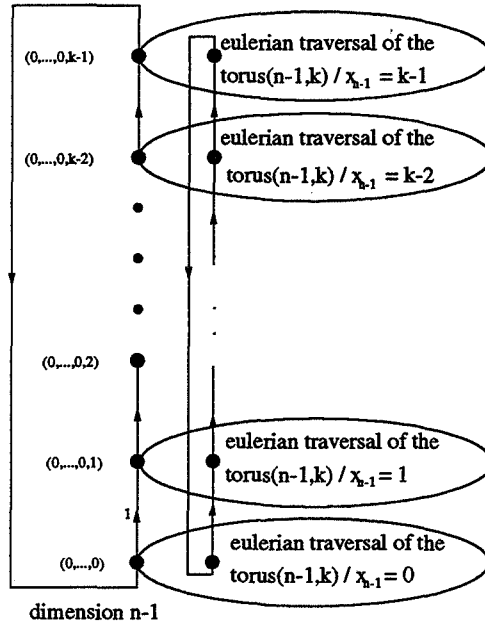 (0,...,0,k-1)
eulerian traversal of the
torus(n-1,k) / x_{n-1} = k-1
(0,...,0,k-2)
eulerian traversal of the
torus(n-1,k) / x_{n-1} = k-2
(0,...,0,2)
(0,...,0,1)
eulerian traversal of the
torus(n-1,k) / x_{n-1} = 1
1
(0,...,0)
eulerian traversal of the
torus(n-1,k) / x_{n-1} = 0
dimension n-1